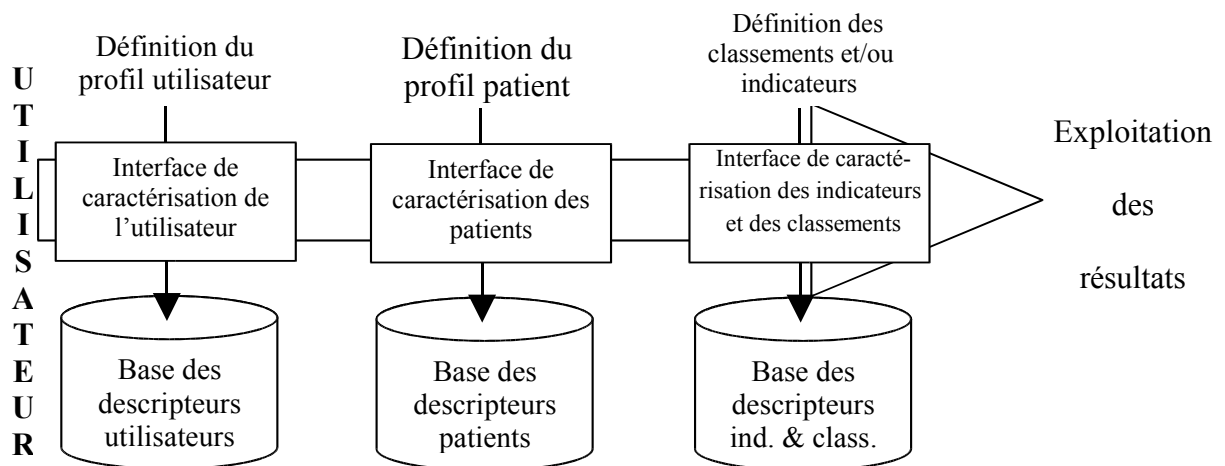 UTILISATEUR
Définition du
profil utilisateur
Interface de
caractérisation de
l’utilisateur
Base des
descripteurs
utilisateurs
Définition du
profil patient
Interface de
caractérisation des
patients
Base des
descripteurs
patients
Définition des
classements et/ou
indicateurs
Interface de caracté-
risation des indicateurs
et des classements
Base des
descripteurs
ind. & class.
Exploitation
des
résultats